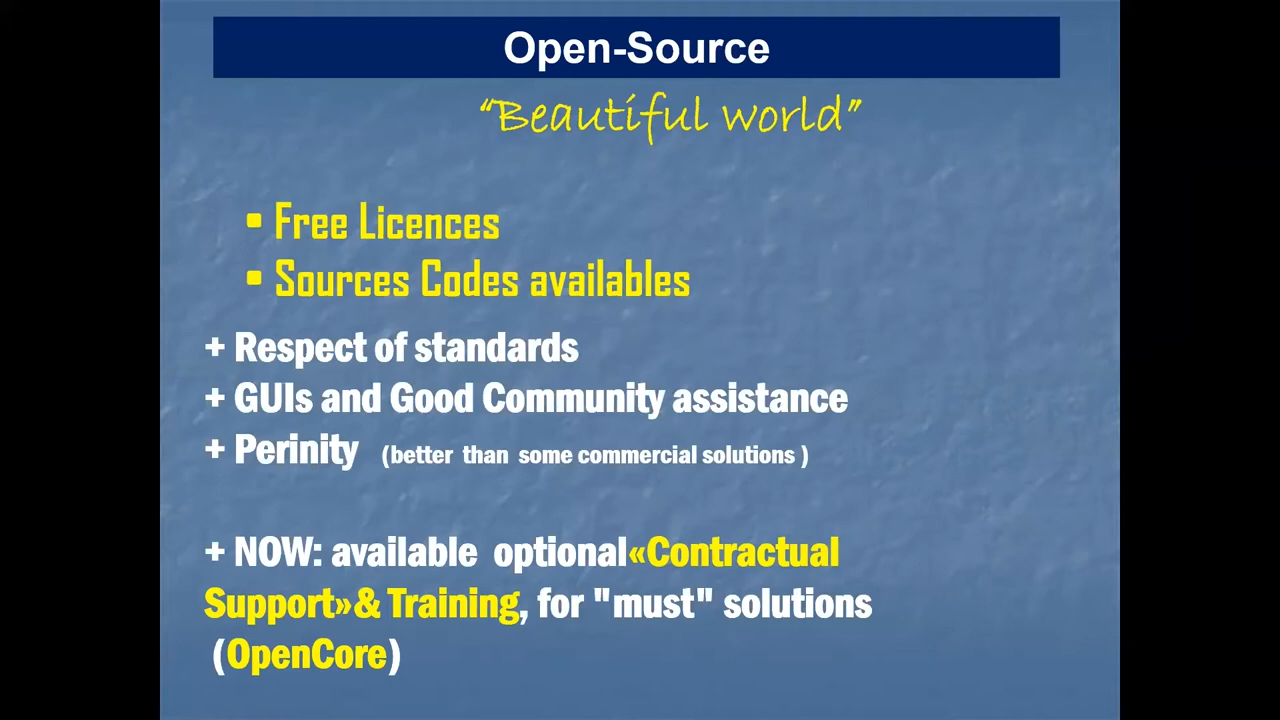 Open-Source
“Beautiful world”
▪ Free Licences
▪ Sources Codes availables
+ Respect of standards
+ GUIs and Good Community assistance
+ Perinity (better than some commercial solutions )
+ NOW: available optional«Contractual
Support»& Training, for "must" solutions
(OpenCore)